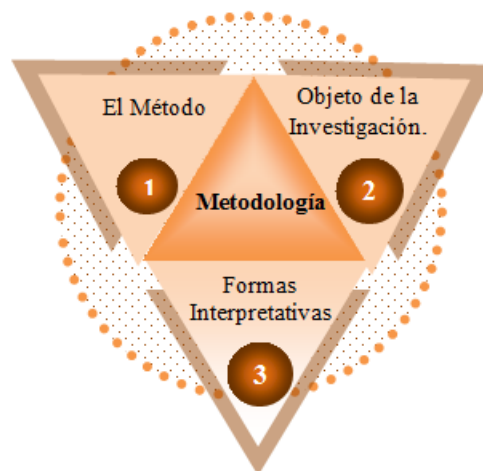 El Método
1
Objeto de la
Investigación.
2
Metodología
Formas
Interpretativas
3